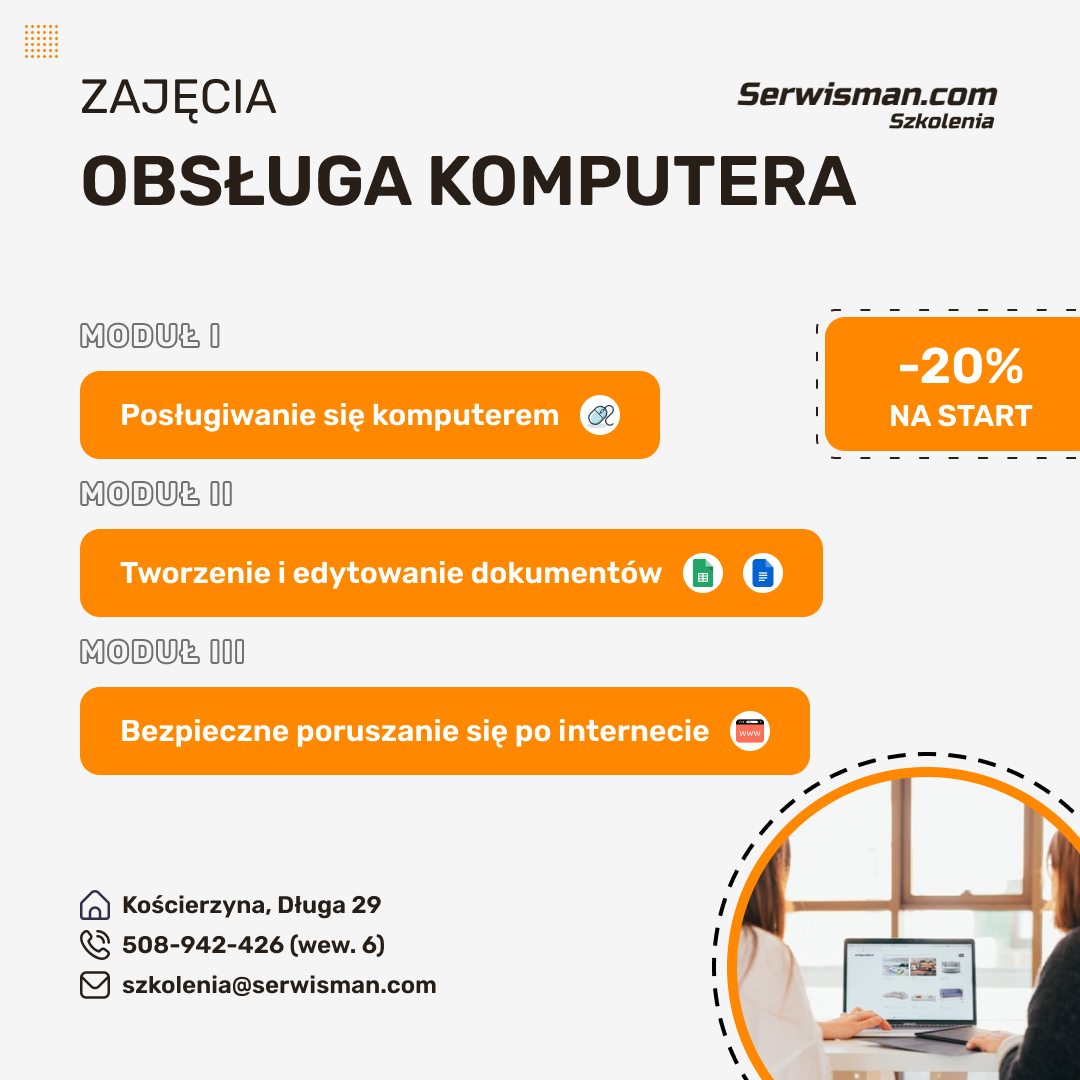 ZAJĘCIA
Serwisman.com
Szkolenia
OBSŁUGA KOMPUTERA
MODUŁ I
Posługiwanie się komputerem
-20%
NA START
MODUŁ II
Tworzenie i edytowanie dokumentów
MODUŁ III
Bezpieczne poruszanie się po internecie
www
Kościerzyna, Długa 29
508-942-426 (wew. 6)
szkolenia@serwisman.com